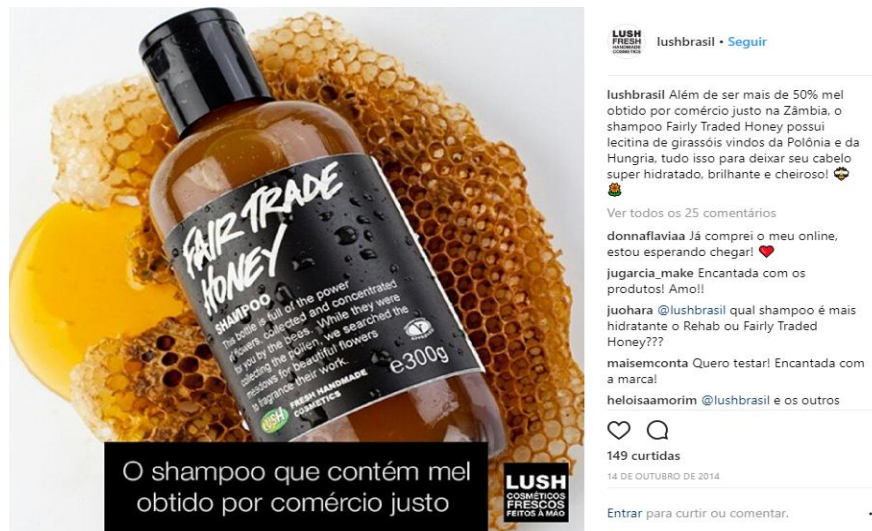 FAIR TRADE
HONEY
SHAMPOO
This bottle is full of the power
of flowers, collected and concentrated
for you by the bees. While they were
collecting the pollen, we searched the
meadows for beautiful flowers
to fragrance their work.
e300g
LUSH
FRESH HANDMADE
COSMETICS
O shampoo que contém mel
obtido por comércio justo
LUSH
COSMÉTICOS
FRESCOS
FEITOS À MÃO
LUSH
FRESH
HANDMADE
COSMETICS
lushbrasil • Seguir
lushbrasil Além de ser mais de 50% mel
obtido por comércio justo na Zâmbia, o
shampoo Fairly Traded Honey possui
lecitina de girassóis vindos da Polônia e da
Hungria, tudo isso para deixar seu cabelo
super hidratado, brilhante e cheiroso!
Ver todos os 25 comentários
donnaflaviaa Já comprei o meu online,
estou esperando chegar!
jugarcia_make Encantada com os
produtos! Amo!!
juohara @lushbrasil qual shampoo é mais
hidratante o Rehab ou Fairly Traded
Honey???
maisemconta Quero testar! Encantada com
a marca!
heloisaamorim @lushbrasil e os outros
149 curtidas
14 DE OUTUBRO DE 2014
Entrar para curtir ou comentar.